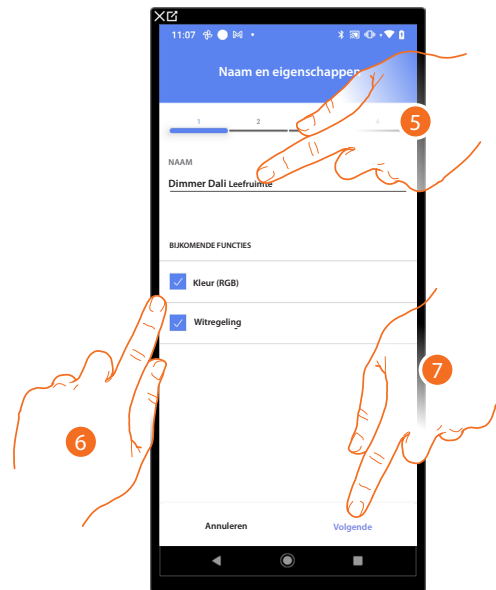 11:07
Naam en eigenschappen
1 2 4
5
NAAM
Dimmer Dali Leefruimte
BIJKOMENDE FUNCTIES
Kleur (RGB)
Witregeling
6
7
Annuleren Volgende